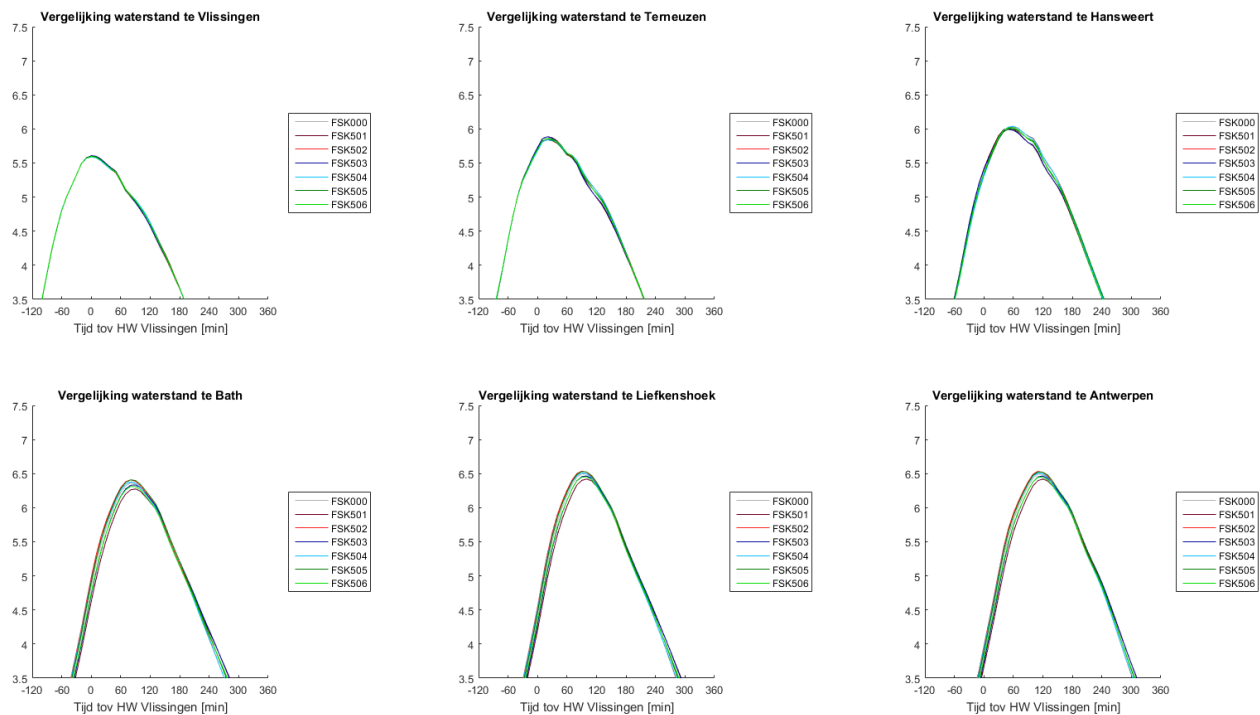 Vergelijking waterstand te Vlissingen
7.5
7
6.5
6
5.5
5
4.5
4
3.5
-120 -60 0 60 120 180 240 300 360
Tijd tov HW Vlissingen [min]
FSK000
FSK501
FSK502
FSK503
FSK504
FSK505
FSK506
Vergelijking waterstand te Terneuzen
7.5
7
6.5
6
5.5
5
4.5
4
3.5
-120 -60 0 60 120 180 240 300 360
Tijd tov HW Vlissingen [min]
FSK000
FSK501
FSK502
FSK503
FSK504
FSK505
FSK506
Vergelijking waterstand te Hansweert
7.5
7
6.5
6
5.5
5
4.5
4
3.5
-120 -60 0 60 120 180 240 300 360
Tijd tov HW Vlissingen [min]
FSK000
FSK501
FSK502
FSK503
FSK504
FSK505
FSK506
Vergelijking waterstand te Bath
7.5
7
6.5
6
5.5
5
4.5
4
3.5
-120 -60 0 60 120 180 240 300 360
Tijd tov HW Vlissingen [min]
FSK000
FSK501
FSK502
FSK503
FSK504
FSK505
FSK506
Vergelijking waterstand te Liefkenshoek
7.5
7
6.5
6
5.5
5
4.5
4
3.5
-120 -60 0 60 120 180 240 300 360
Tijd tov HW Vlissingen [min]
FSK000
FSK501
FSK502
FSK503
FSK504
FSK505
FSK506
Vergelijking waterstand te Antwerpen
7.5
7
6.5
6
5.5
5
4.5
4
3.5
-120 -60 0 60 120 180 240 300 360
Tijd tov HW Vlissingen [min]
FSK000
FSK501
FSK502
FSK503
FSK504
FSK505
FSK506